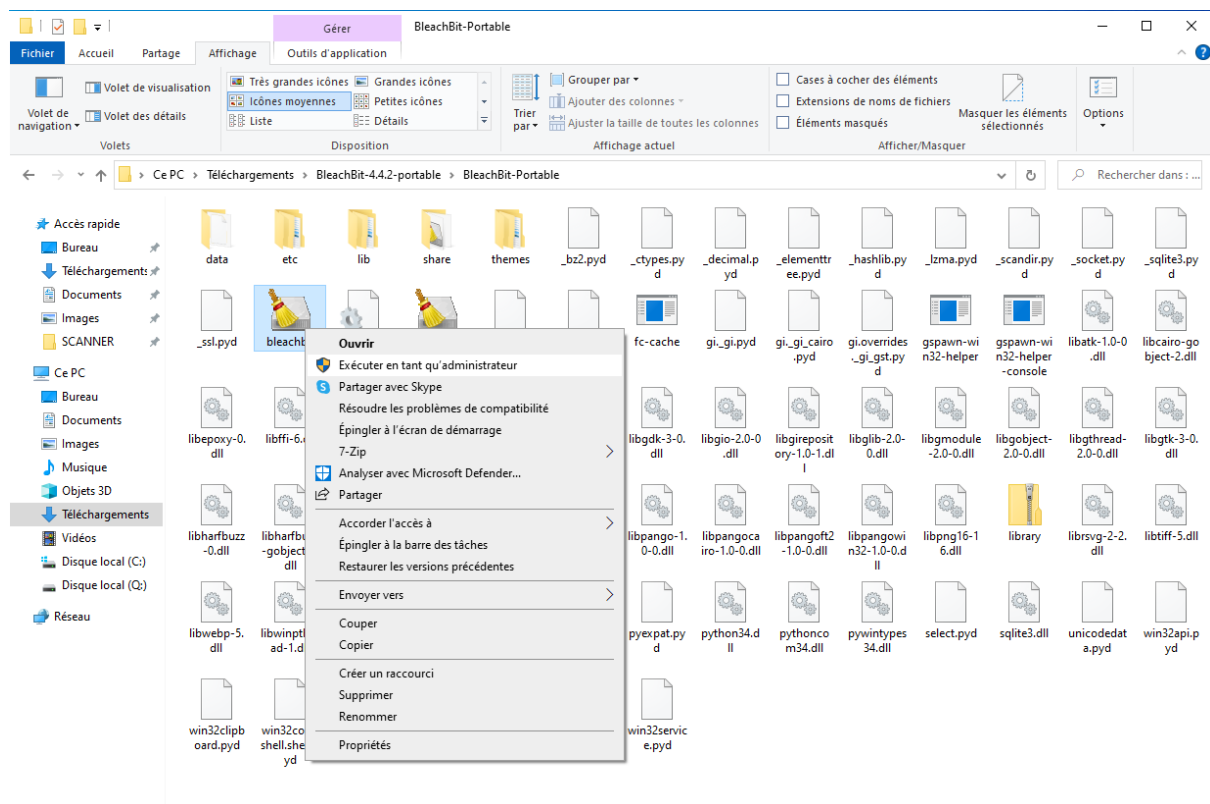 Gérer
BleachBit-Portable
Fichier
Accueil
Partage
Affichage
Outils d'application
Volet de navigation
Volet de visualisation
Volet des détails
Volets
Très grandes icônes
Grandes icônes
Icônes moyennes
Petites icônes
Liste
Détails
Disposition
Trier par
Grouper par
Ajouter des colonnes
Ajuster la taille de toutes les colonnes
Affichage actuel
Cases à cocher des éléments
Extensions de noms de fichiers
Éléments masqués
Masquer les éléments sélectionnés
Afficher/Masquer
Options
Ce PC > Téléchargements > BleachBit-4.4.2-portable > BleachBit-Portable
Rechercher dans : ...
Accès rapide
Bureau
Téléchargements
Documents
Images
SCANNER
Ce PC
Bureau
Documents
Images
Musique
Objets 3D
Téléchargements
Vidéos
Disque local (C:)
Disque local (Q:)
Réseau
data
etc
lib
share
themes
_bz2.pyd
_ctypes.pyd
_decimal.pyd
_elementtree.pyd
_hashlib.pyd
_lzma.pyd
_scandir.pyd
_socket.pyd
_sqlite3.pyd
_ssl.pyd
fc-cache
gi._gi.pyd
gi._gi_cairo.pyd
gi.overrides._gi_gst.pyd
gspawn-win32-helper
gspawn-win32-helper-console
libatk-1.0-0.dll
libcairo-gobject-2.dll
libepoxy-0.dll
libgdk-3-0.dll
libgio-2.0-0.dll
libgirepository-1.0-1.dll
libglib-2.0-0.dll
libgmodule-2.0-0.dll
libgobject-2.0-0.dll
libgthread-2.0-0.dll
libgtk-3-0.dll
libharfbuzz-0.dll
libpango-1.0-0.dll
libpangocairo-1.0-0.dll
libpangoft2-1.0-0.dll
libpangowin32-1.0-0.dll
libpng16-16.dll
library
librsvg-2-2.dll
libtiff-5.dll
libwebp-5.dll
pyexpat.pyd
python34.dll
pythoncom34.dll
pywintypes34.dll
select.pyd
sqlite3.dll
unicodedata.pyd
win32api.pyd
win32clipboard.pyd
win32service.pyd
Ouvrir
Exécuter en tant qu'administrateur
Partager avec Skype
Résoudre les problèmes de compatibilité
Épingler à l'écran de démarrage
7-Zip
Analyser avec Microsoft Defender...
Partager
Accorder l'accès à
Épingler à la barre des tâches
Restaurer les versions précédentes
Envoyer vers
Couper
Copier
Créer un raccourci
Supprimer
Renommer
Propriétés